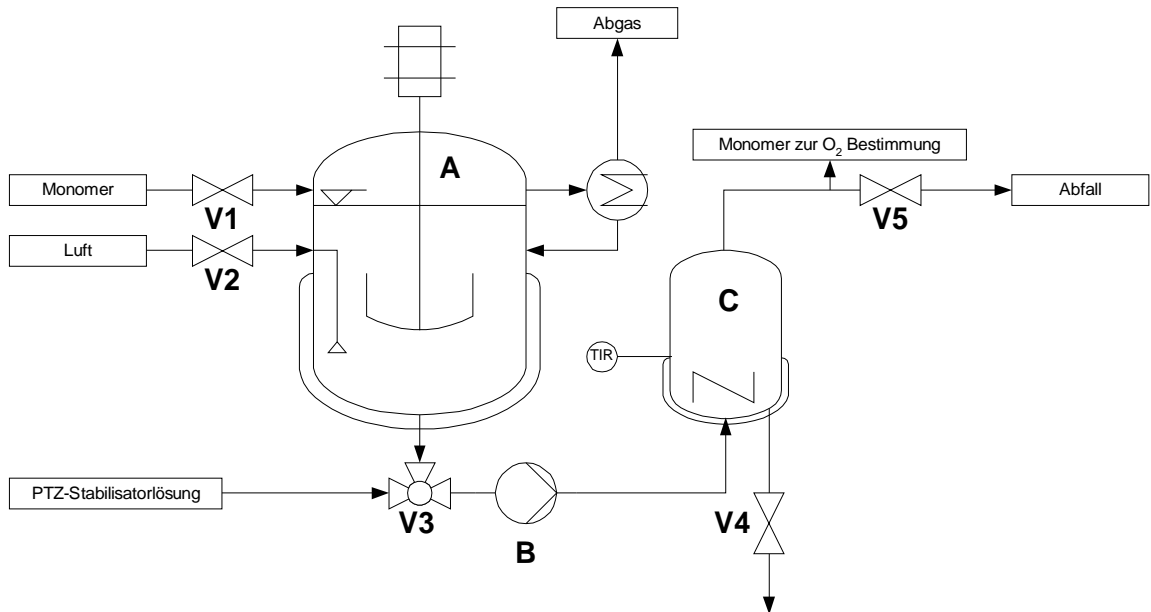 Abgas
A
Monomer zur O₂ Bestimmung
Monomer
V1
V5
Abfall
Luft
V2
C
TIR
PTZ-Stabilisatorlösung
V3
B
V4